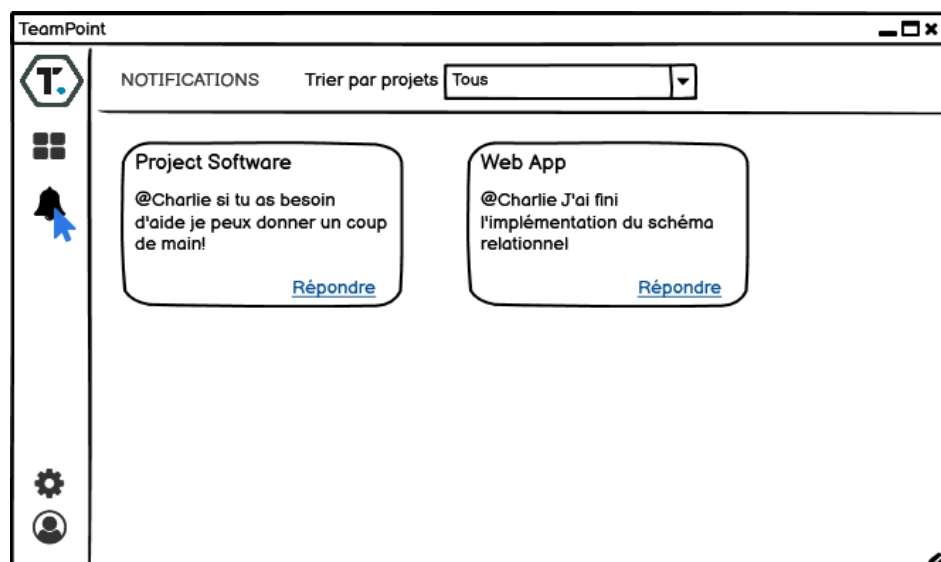 TeamPoint
T.
NOTIFICATIONS
Trier par projets
Tous
Project Software
@Charlie si tu as besoin
d'aide je peux donner un coup
de main!
Répondre
Web App
@Charlie J'ai fini
l'implémentation du schéma
relationnel
Répondre